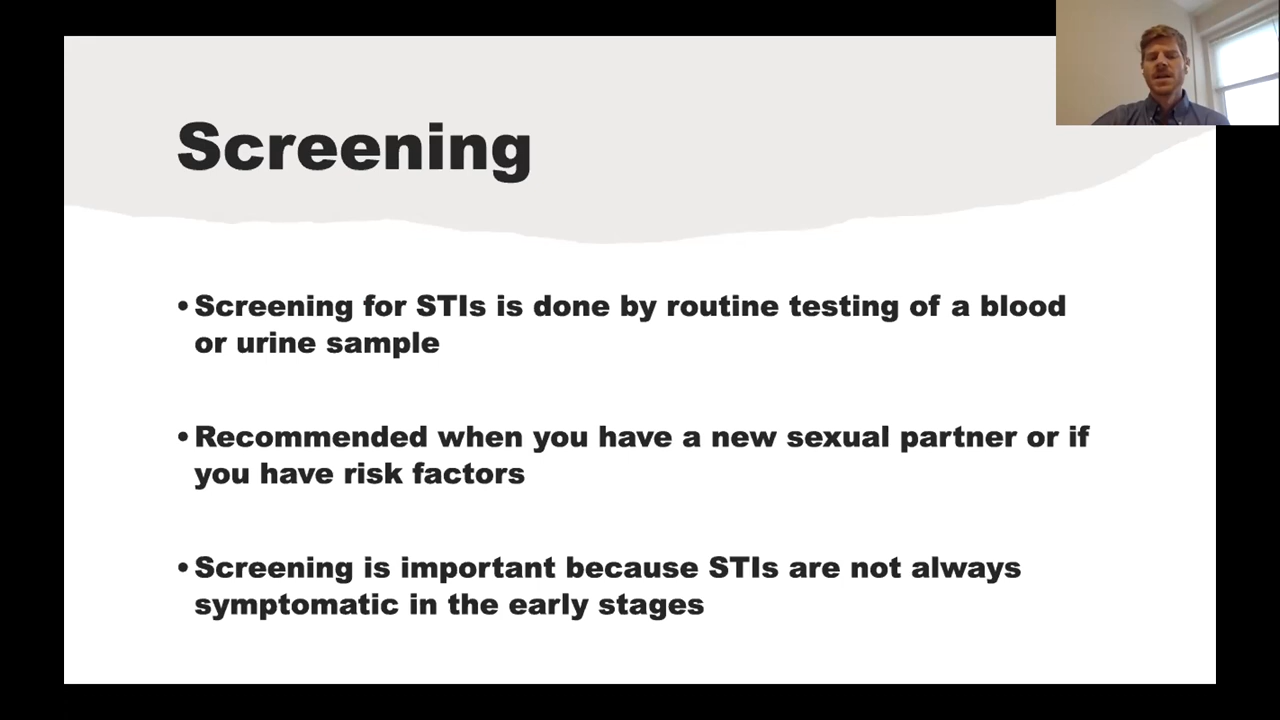 Screening
• Screening for STIs is done by routine testing of a blood
or urine sample
• Recommended when you have a new sexual partner or if
you have risk factors
• Screening is important because STIs are not always
symptomatic in the early stages